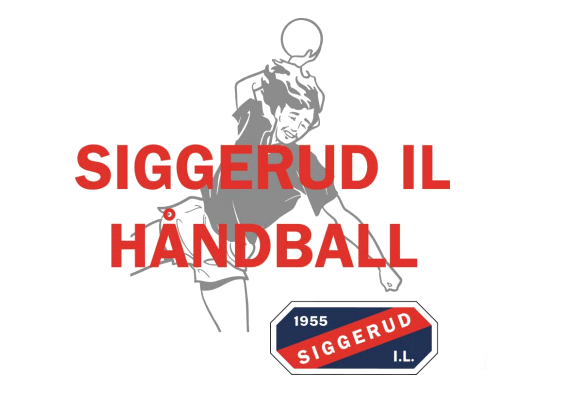 SIGGERUD IL
HÅNDBALL
1955
SIGGERUD
I.L.